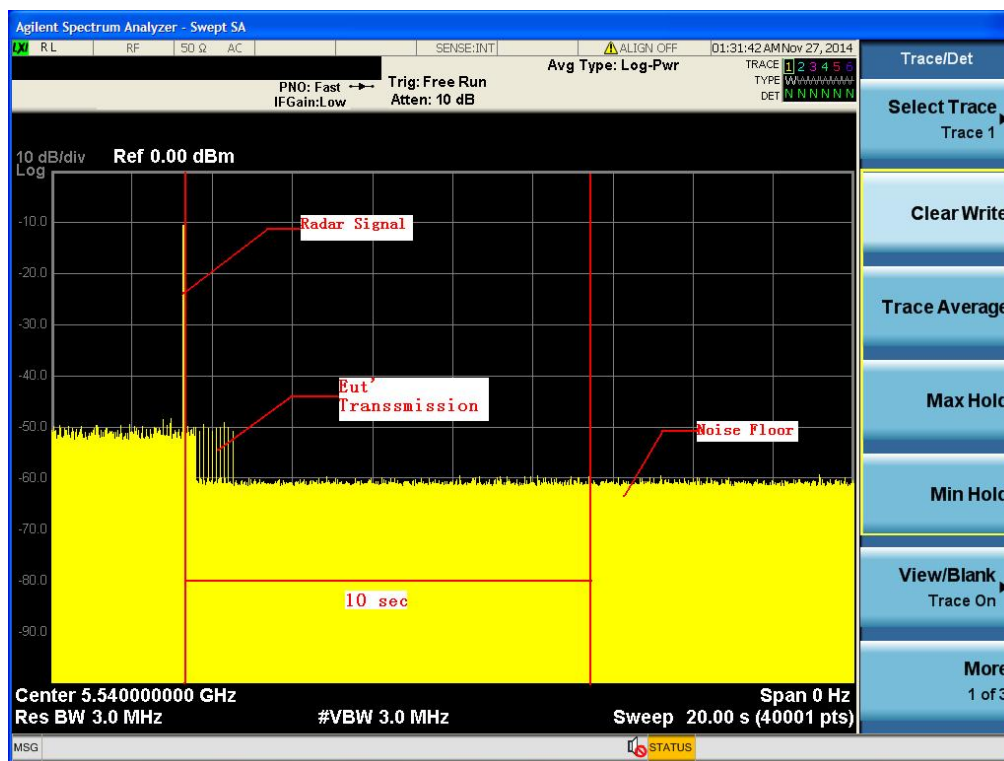 Agilent Spectrum Analyzer - Swept SA
LXI RL RF 50 Ω AC SENSE:INT ALIGN OFF 01:31:42 AM Nov 27, 2014
Avg Type: Log-Pwr
TRACE 1 2 3 4 5 6
PNO: Fast Trig: Free Run
TYPE W
IFGain:Low Atten: 10 dB
DET N N N N N N
Trace/Det
Select Trace
Trace 1
10 dB/div Ref 0.00 dBm
Log
-10.0
-20.0
-30.0
-40.0
-50.0
-60.0
-70.0
-80.0
-90.0
Radar Signal
Eut'
Transsmission
Noise Floor
10 sec
Clear Write
Trace Average
Max Hold
Min Hold
View/Blank
Trace On
More
1 of 3
Center 5.540000000 GHz Span 0 Hz
Res BW 3.0 MHz #VBW 3.0 MHz Sweep 20.00 s (40001 pts)
MSG STATUS